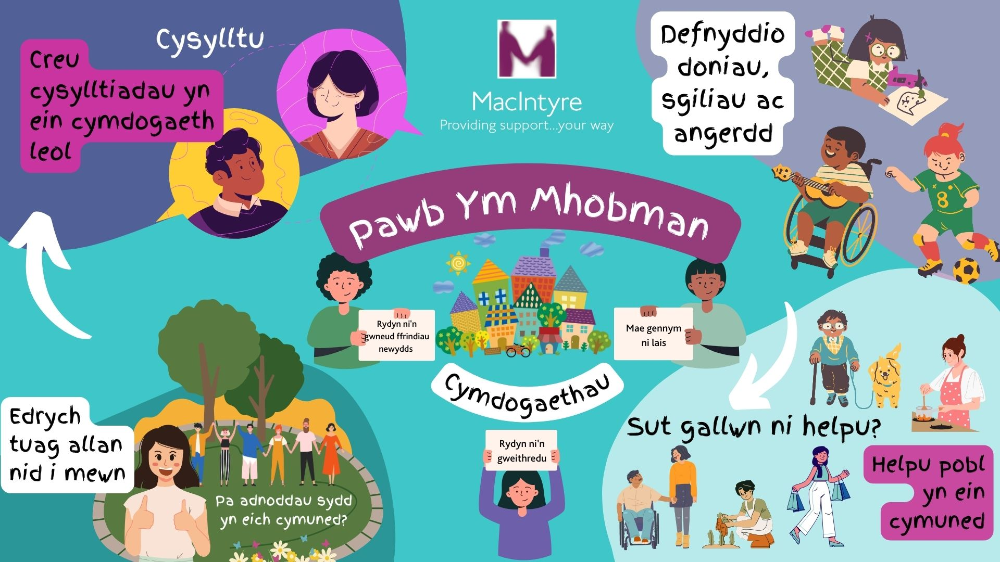 Cysylltu
Creu
cysylltiadau yn
ein cymdogaeth
leol
MacIntyre
Providing support...your way
Defnyddio
doniau,
sgiliau ac
angerdd
8
Pawb Ym Mhobman
Rydyn ni'n
gwneud ffrindiau
newydds
Mae gennym
ni lais
Cymdogaethau
Edrych
tuag allan
nid i mewn
Pa adnoddau sydd
yn eich cymuned?
Rydyn ni'n
gweithredu
Sut gallwn ni helpu?
Helpu pobl
yn ein
cymuned